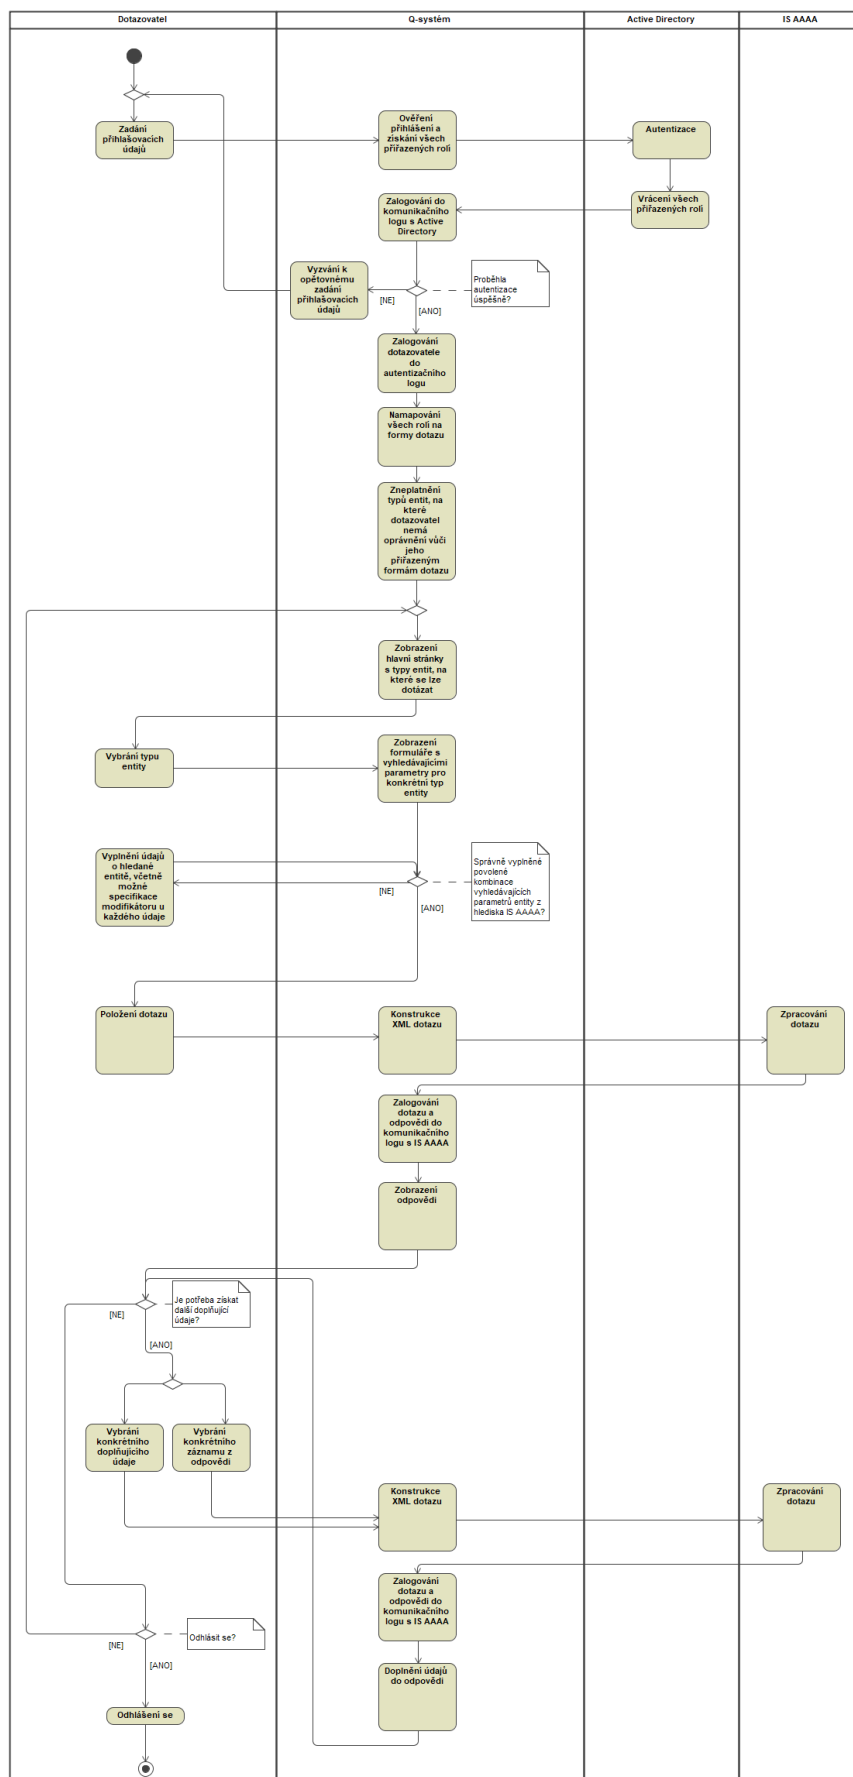 Dotazovatel
Q-systém
Active Directory
IS AAAA
Zadání
přihlašovacích
údajů
Ověření
přihlášení a
získání všech
přiřazených rolí
Autentizace
Vrácení všech
přiřazených rolí
Zalogování do
komunikačního
logu s Active
Directory
Vyzvání k
opětovnému
zadání
přihlašovacích
údajů
[NE]
[ANO]
Proběhla
autentizace
úspěšně?
Zalogování
dotazovatele
do
autentizačního
logu
Namapování
všech rolí na
formy dotazu
Zneplatnění
typů entit, na
které
dotazovatel
nemá
oprávnění vůči
jeho
přiřazeným
formám dotazu
Zobrazení
hlavní stránky
s typy entit, na
které se lze
dotázat
Vybrání typu
entity
Zobrazení
formuláře s
vyhledávacími
parametry pro
konkrétní typ
entity
Vyplnění údajů
o hledané
entitě, včetně
možné
specifikace
modifikátoru u
každého údaje
[NE]
[ANO]
Správně vyplněné
povolené
kombinace
vyhledávacích
parametrů entity z
hlediska IS AAAA?
Položení dotazu
Konstrukce
XML dotazu
Zpracování
dotazu
Zalogování
dotazu a
odpovědi do
komunikačního
logu s IS AAAA
Zobrazení
odpovědi
Je potřeba získat
další doplňující
údaje?
[NE]
[ANO]
Vybrání
konkrétního
doplňujícího
údaje
Vybrání
konkrétního
záznamu z
odpovědi
Konstrukce
XML dotazu
Zpracování
dotazu
Zalogování
dotazu a
odpovědi do
komunikačního
logu s IS AAAA
Odhlásit se?
[NE]
[ANO]
Doplnění údajů
do odpovědi
Odhlášení se